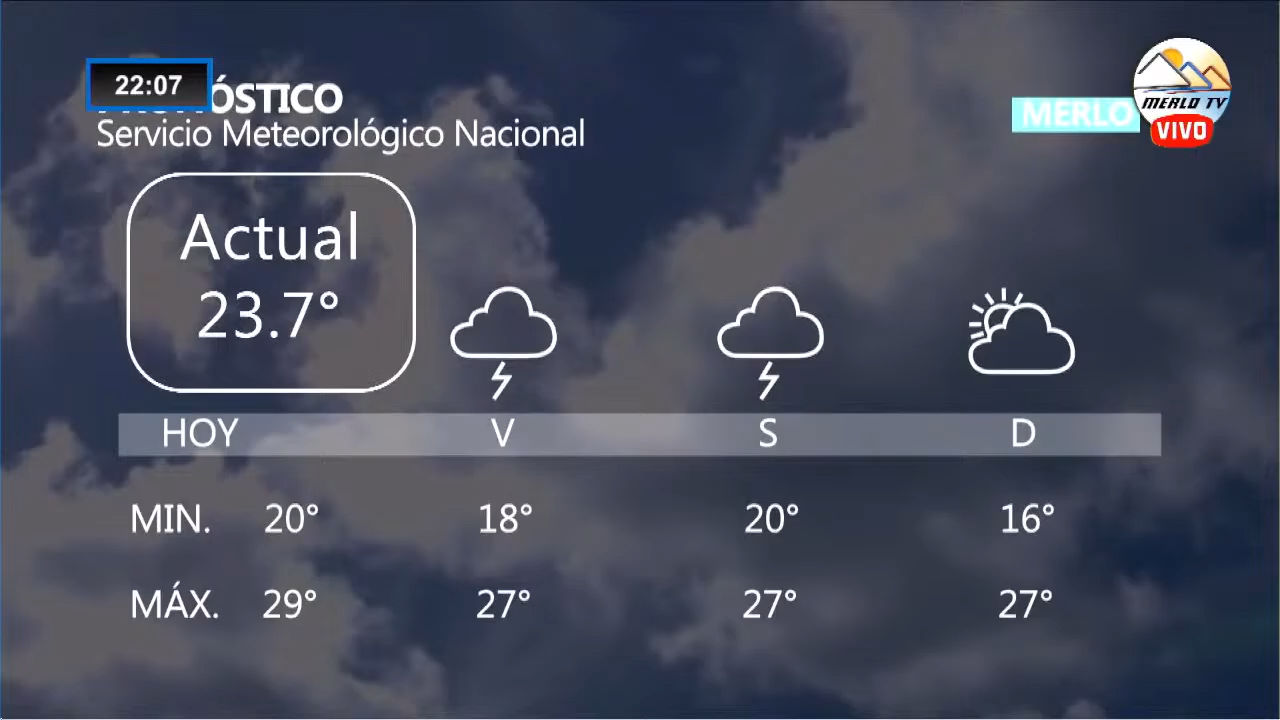 22:07
PRONÓSTICO
Servicio Meteorológico Nacional
MERLO
MERLO TV
VIVO
Actual
23.7°
HOY V S D
MIN. 20° 18° 20° 16°
MÁX. 29° 27° 27° 27°